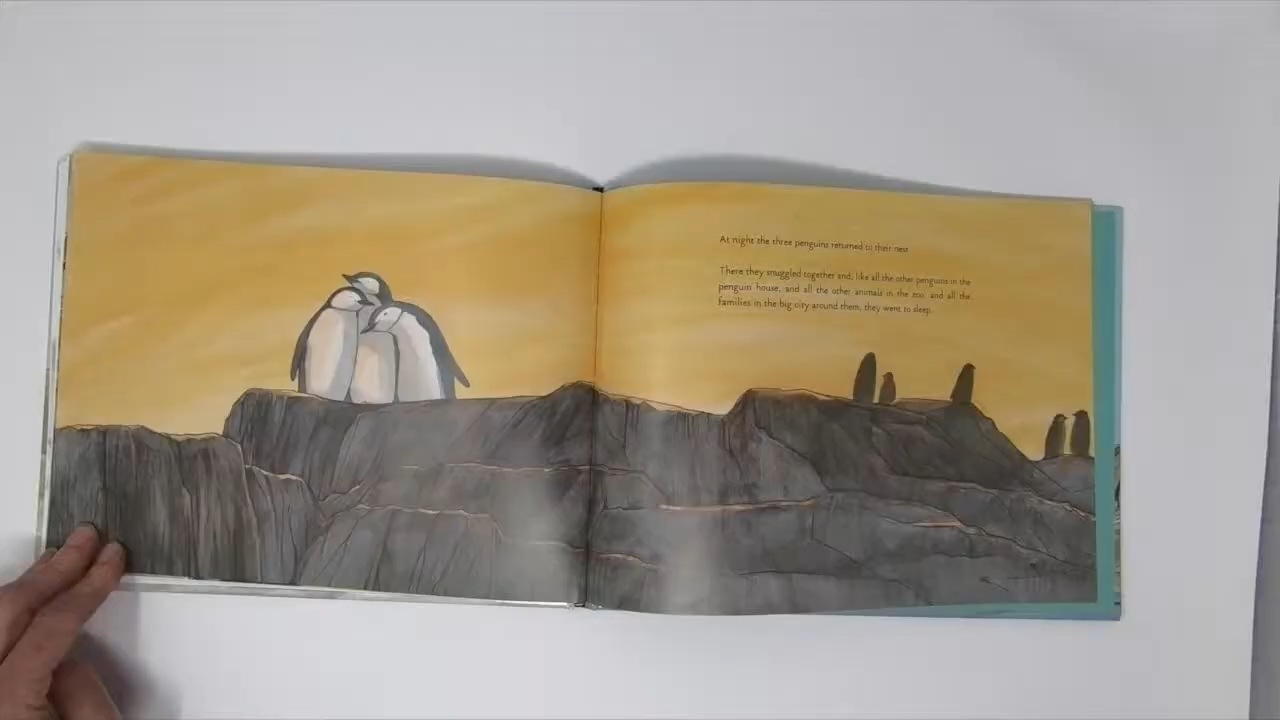 At night the three penguins returned to their nest.
There they snuggled together and, like all the other penguins in the
penguin house, and all the other animals in the zoo, and all the
families in the big city around them, they went to sleep.